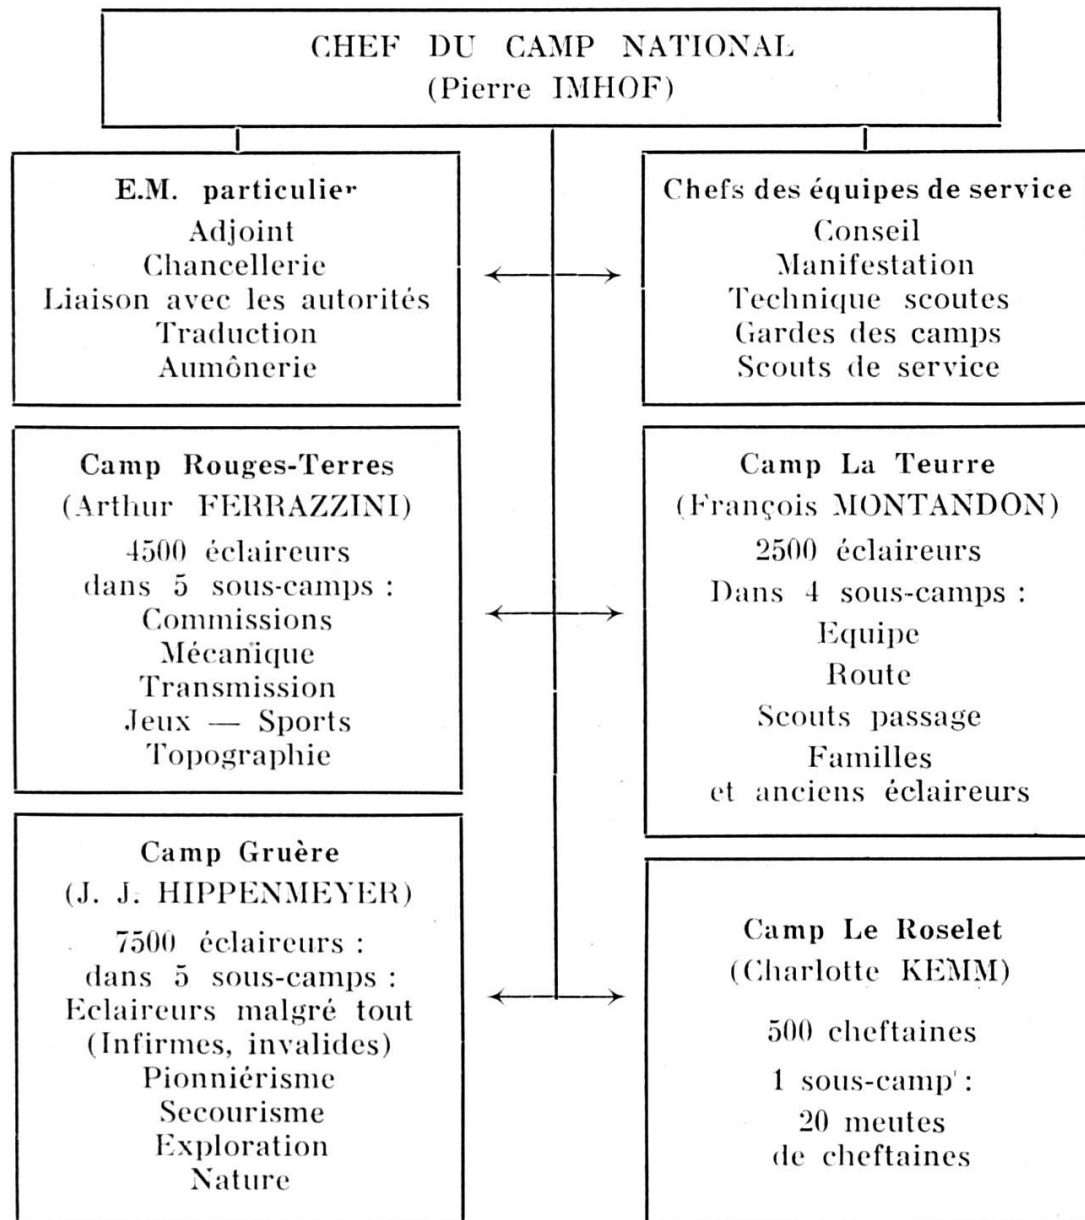 CHEF DU CAMP NATIONAL
(Pierre IMHOF)
E.M. particulier
Adjoint
Chancellerie
Liaison avec les autorités
Traduction
Aumônerie
Chefs des équipes de service
Conseil
Manifestation
Technique scoutes
Gardes des camps
Scouts de service
Camp Rouges-Terres
(Arthur FERRAZZINI)
4500 éclaireurs
dans 5 sous-camps :
Commissions
Mécanique
Transmission
Jeux — Sports
Topographie
Camp La Teurre
(François MONTANDON)
2500 éclaireurs
Dans 4 sous-camps :
Equipe
Route
Scouts passage
Familles
et anciens éclaireurs
Camp Gruère
(J. J. HIPPENMEYER)
7500 éclaireurs :
dans 5 sous-camps :
Eclaireurs malgré tout
(Infirmes, invalides)
Pionniérisme
Secourisme
Exploration
Nature
Camp Le Roselet
(Charlotte KEMM)
500 cheftaines
1 sous-camp :
20 meutes
de cheftaines